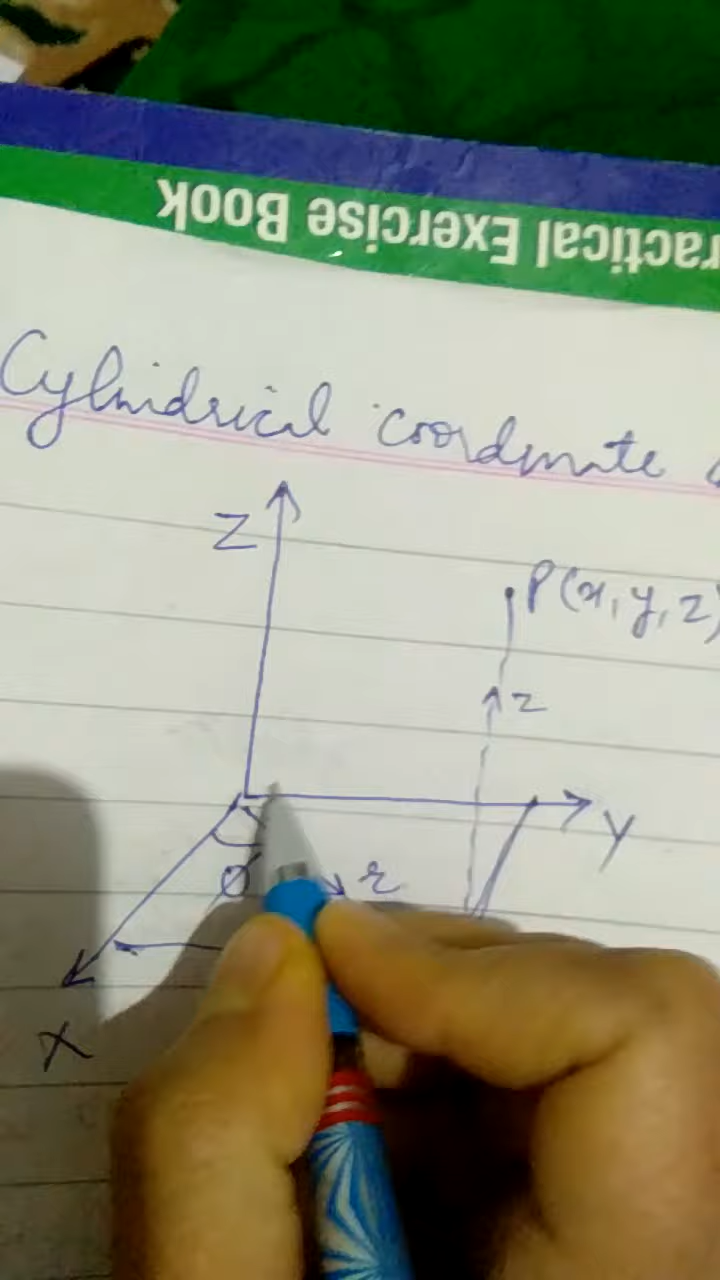 ractical Exercise Book
Cylindrical coordinate
Z
P(x, y, z)
z
Y
Ø
r
X